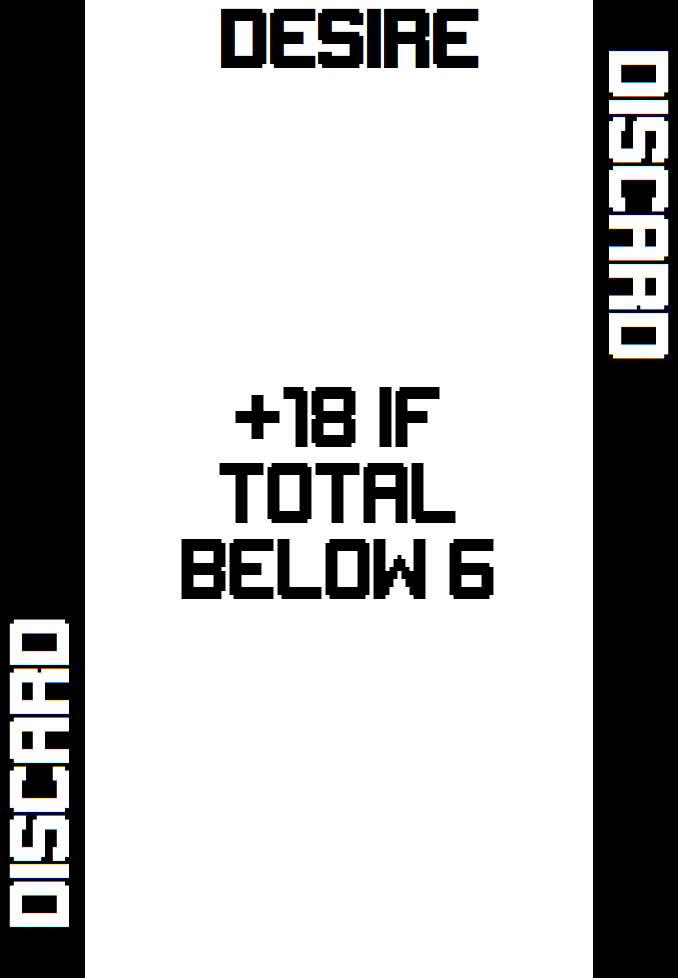 DESIRE
DISCARD
+18 IF
TOTAL
BELOW 6
DISCARD